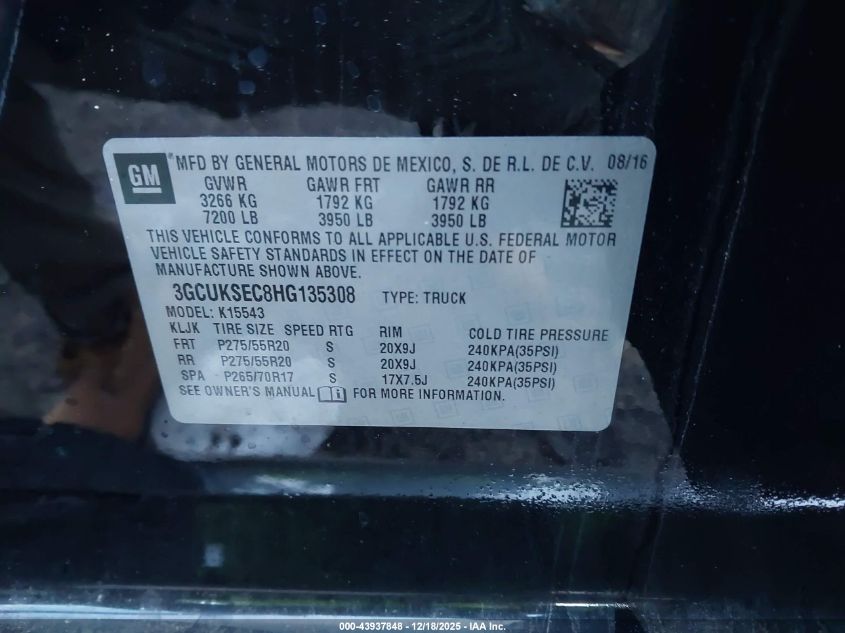 GM
MFD BY GENERAL MOTORS DE MEXICO, S. DE R.L. DE C.V. 08/16
GVWR GAWR FRT GAWR RR
3266 KG 1792 KG 1792 KG
7200 LB 3950 LB 3950 LB
THIS VEHICLE CONFORMS TO ALL APPLICABLE U.S. FEDERAL MOTOR
VEHICLE SAFETY STANDARDS IN EFFECT ON THE DATE OF
MANUFACTURE SHOWN ABOVE.
3GCUKSEC8HG135308 TYPE: TRUCK
MODEL: K15543
KLJK TIRE SIZE SPEED RTG RIM COLD TIRE PRESSURE
FRT P275/55R20 S 20X9J 240KPA(35PSI)
RR P275/55R20 S 20X9J 240KPA(35PSI)
SPA P265/70R17 S 17X7.5J 240KPA(35PSI)
SEE OWNER'S MANUAL i FOR MORE INFORMATION.
000-43937848 - 12/18/2025 - IAA Inc.